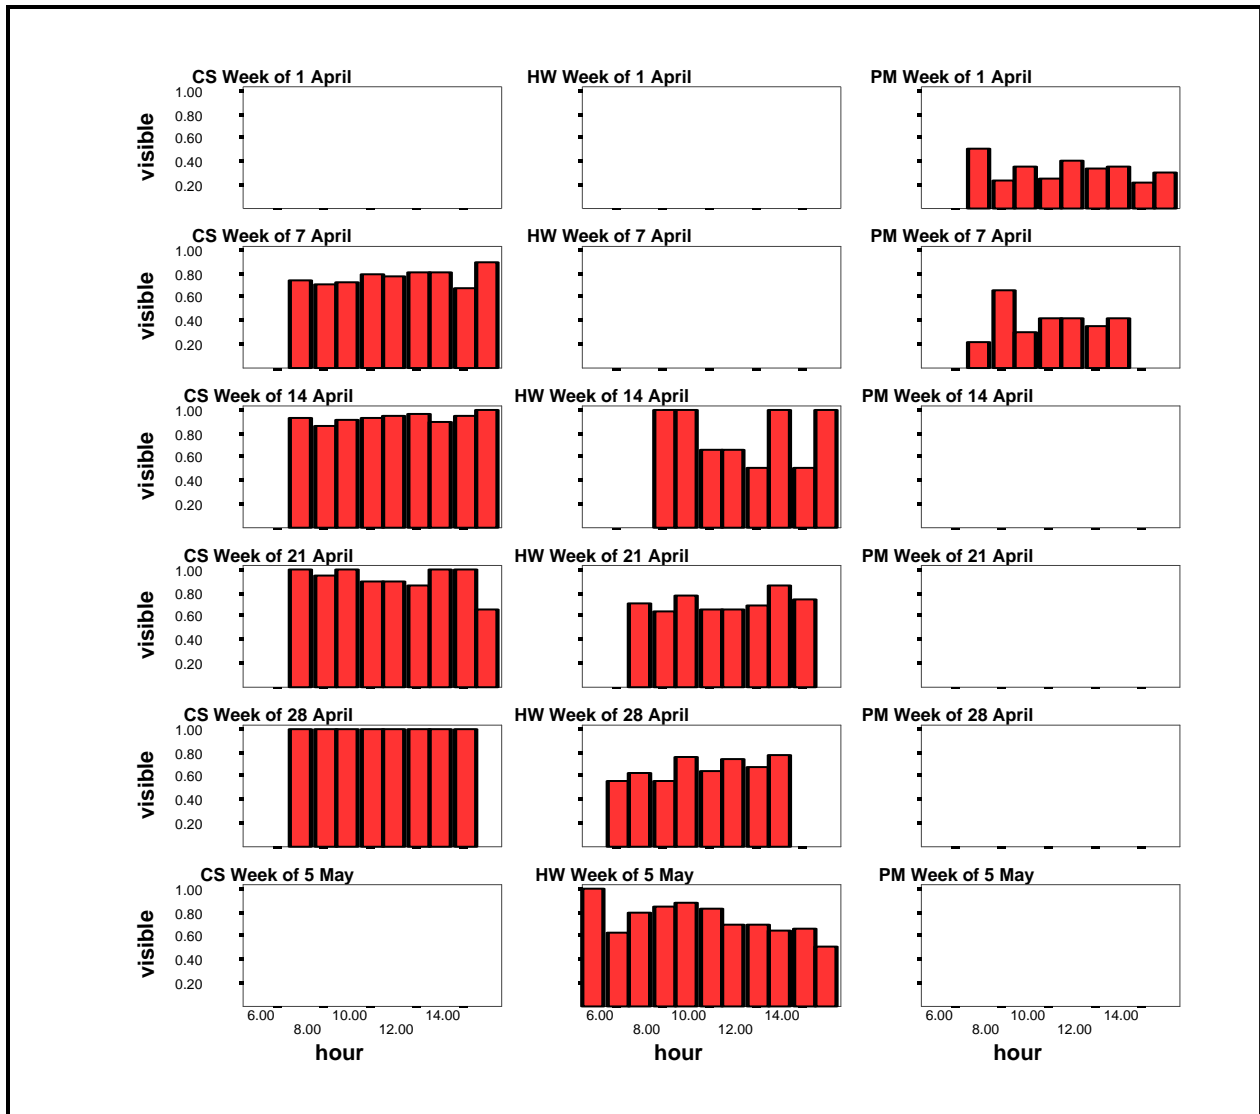 CS Week of 1 April
HW Week of 1 April
PM Week of 1 April
visible
1.00
0.80
0.60
0.40
0.20
CS Week of 7 April
HW Week of 7 April
PM Week of 7 April
visible
1.00
0.80
0.60
0.40
0.20
CS Week of 14 April
HW Week of 14 April
PM Week of 14 April
visible
1.00
0.80
0.60
0.40
0.20
CS Week of 21 April
HW Week of 21 April
PM Week of 21 April
visible
1.00
0.80
0.60
0.40
0.20
CS Week of 28 April
HW Week of 28 April
PM Week of 28 April
visible
1.00
0.80
0.60
0.40
0.20
CS Week of 5 May
HW Week of 5 May
PM Week of 5 May
visible
1.00
0.80
0.60
0.40
0.20
6.00 8.00 10.00 12.00 14.00
6.00 8.00 10.00 12.00 14.00
6.00 8.00 10.00 12.00 14.00
hour
hour
hour